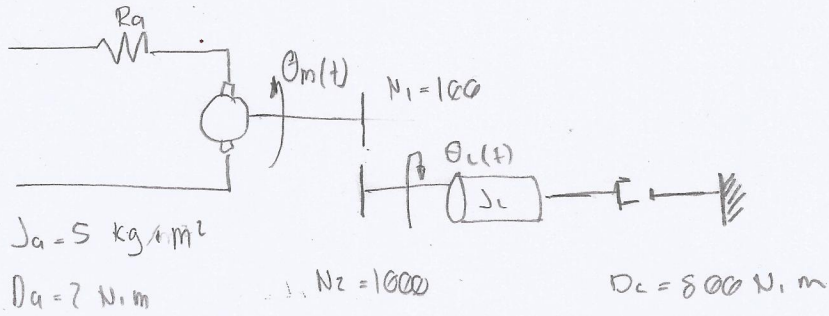 Ra
θm(t)
N1 = 100
θL(t)
JL
Ja = 5 kg·m²
Da = 2 N·m
N2 = 1000
DL = 800 N·m